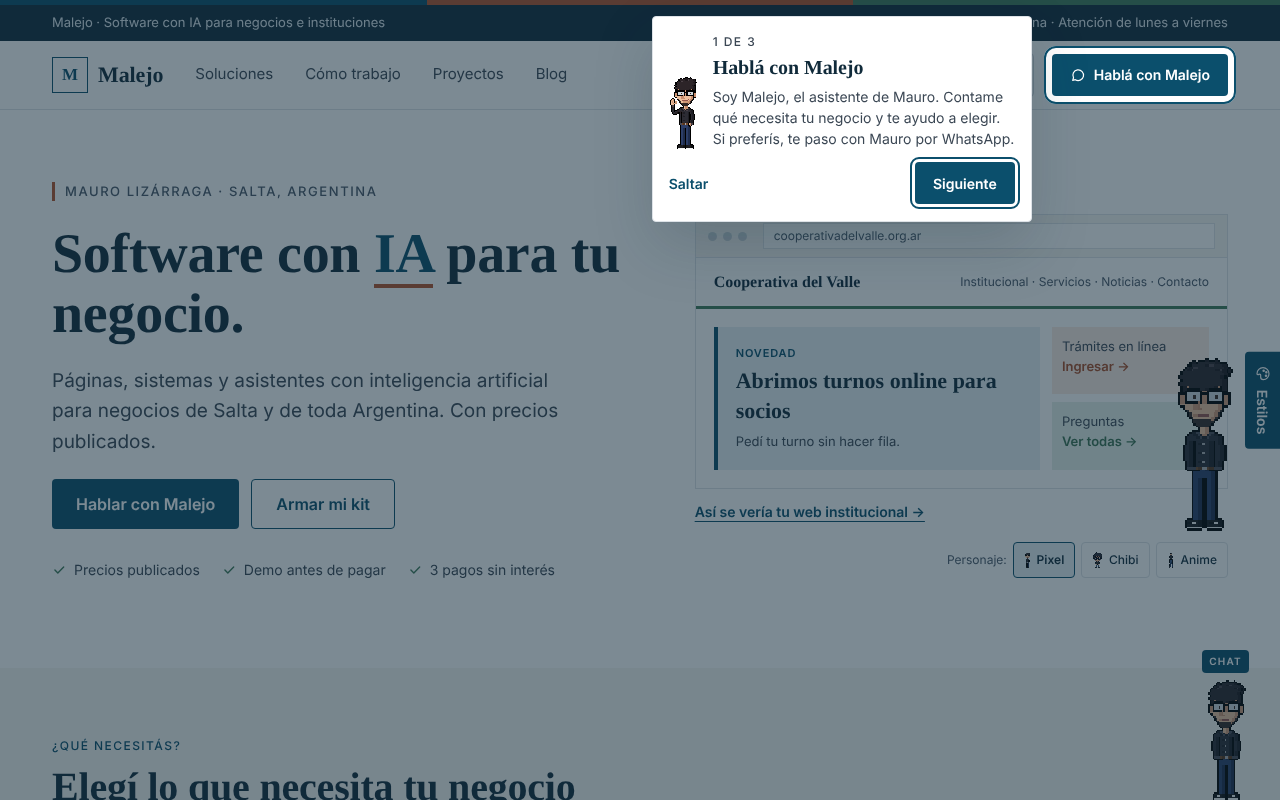 Malejo · Software con IA para negocios e instituciones
na · Atención de lunes a viernes
M
Malejo
Soluciones
Cómo trabajo
Proyectos
Blog
Hablá con Malejo
1 DE 3
Hablá con Malejo
Soy Malejo, el asistente de Mauro. Contame
qué necesita tu negocio y te ayudo a elegir.
Si preferís, te paso con Mauro por WhatsApp.
Saltar
Siguiente
MAURO LIZÁRRAGA · SALTA, ARGENTINA
Software con IA para tu
negocio.
Páginas, sistemas y asistentes con inteligencia artificial
para negocios de Salta y de toda Argentina. Con precios
publicados.
Hablar con Malejo
Armar mi kit
Precios publicados
Demo antes de pagar
3 pagos sin interés
cooperativadelvalle.org.ar
Cooperativa del Valle
Institucional · Servicios · Noticias · Contacto
NOVEDAD
Abrimos turnos online para
socios
Pedí tu turno sin hacer fila.
Trámites en línea
Ingresar →
Preguntas
Ver todas →
Así se vería tu web institucional →
Personaje:
Pixel
Chibi
Anime
Estilos
CHAT
¿QUÉ NECESITÁS?
Elegí lo que necesita tu negocio